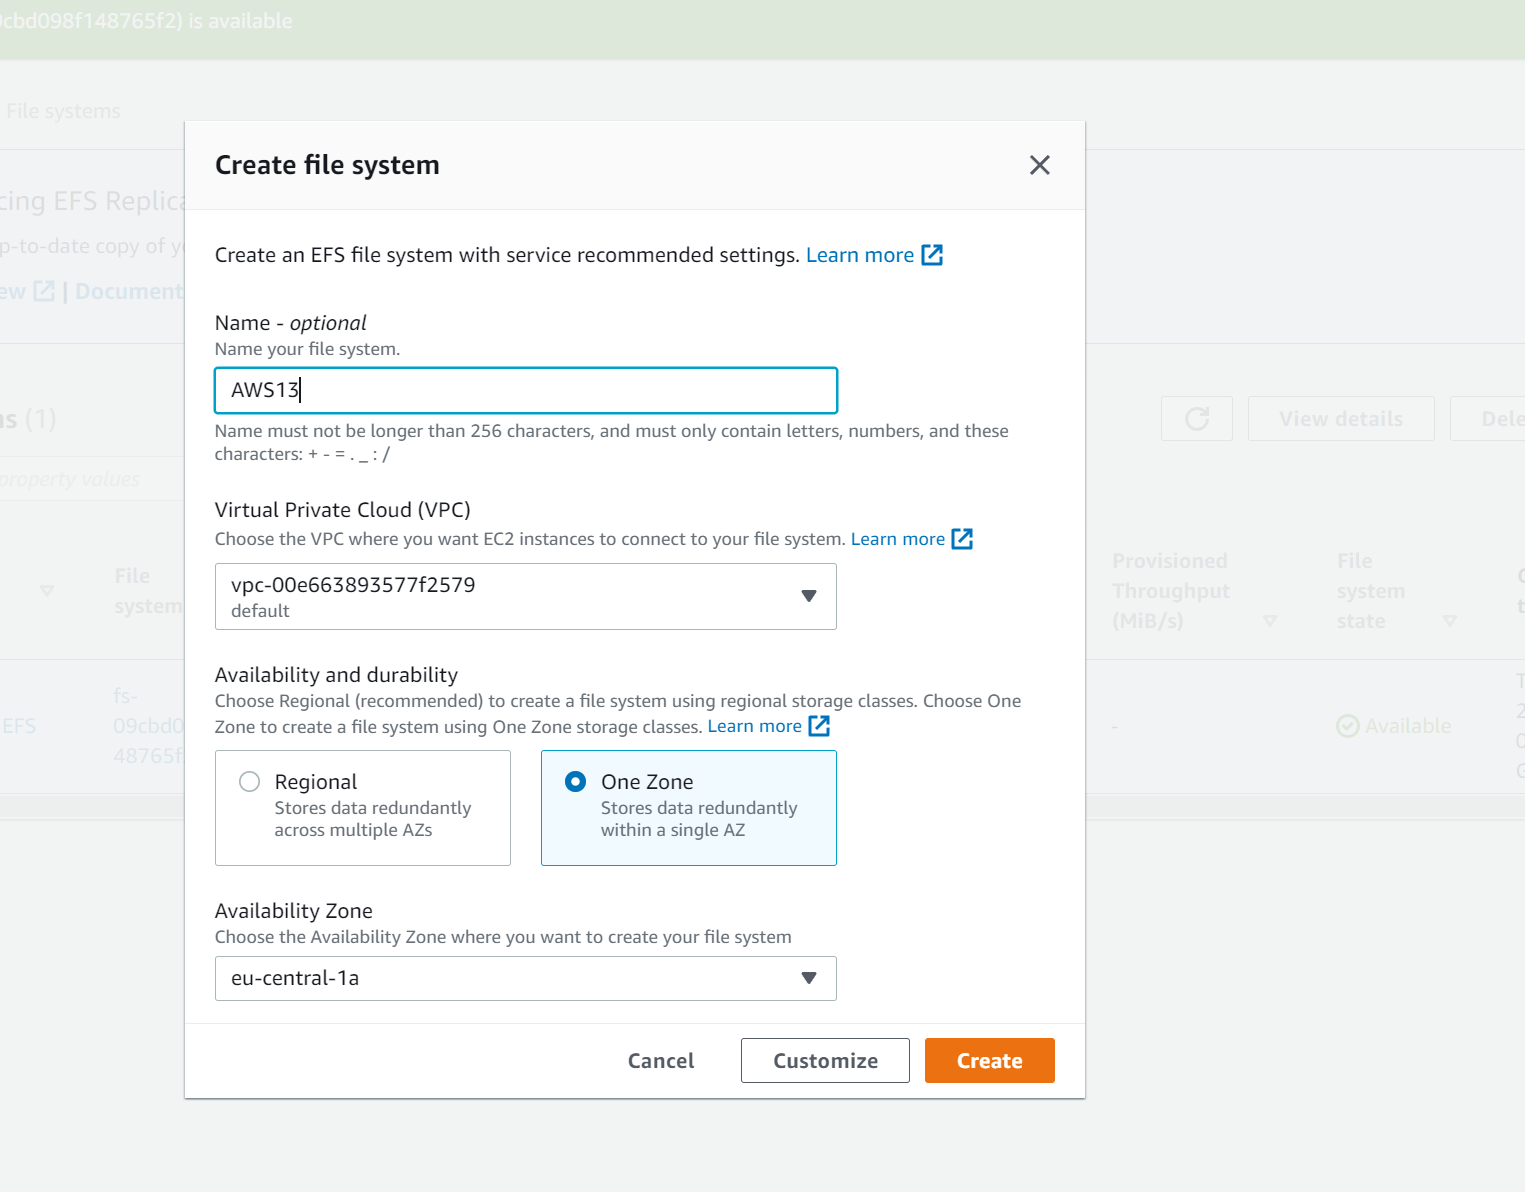 0cbd098f148765f2) is available
File systems
Create file system
cing EFS Replica
Create an EFS file system with service recommended settings. Learn more
p-to-date copy of y
ew | Document
Name - optional
Name your file system.
AWS13
Name must not be longer than 256 characters, and must only contain letters, numbers, and these
characters: + - = . _ : /
ns (1)
View details
Dele
property values
Virtual Private Cloud (VPC)
Choose the VPC where you want EC2 instances to connect to your file system. Learn more
vpc-00e663893577f2579
default
File
system
Provisioned
Throughput
(MiB/s)
File
system
state
Availability and durability
Choose Regional (recommended) to create a file system using regional storage classes. Choose One
Zone to create a file system using One Zone storage classes. Learn more
EFS
fs-
09cbd0
48765f
-
Available
Regional
Stores data redundantly
across multiple AZs
One Zone
Stores data redundantly
within a single AZ
Availability Zone
Choose the Availability Zone where you want to create your file system
eu-central-1a
Cancel
Customize
Create